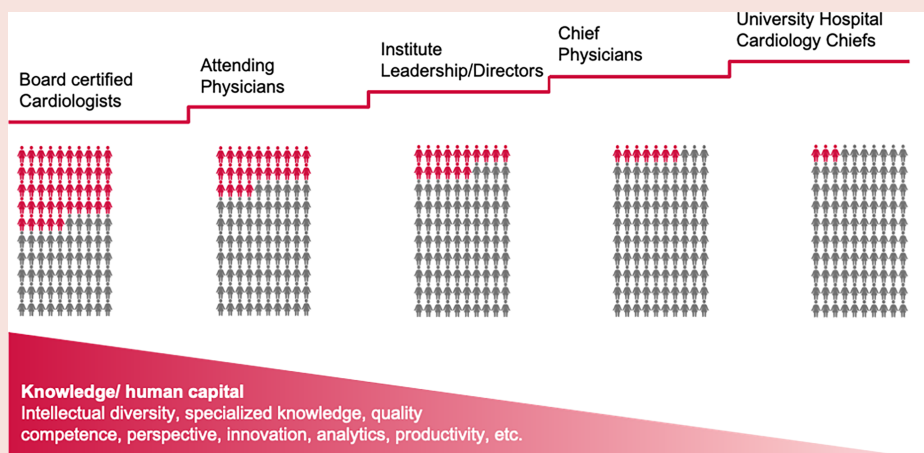 Board certified
Cardiologists
Attending
Physicians
Institute
Leadership/Directors
Chief
Physicians
University Hospital
Cardiology Chiefs
Knowledge/ human capital
Intellectual diversity, specialized knowledge, quality
competence, perspective, innovation, analytics, productivity, etc.